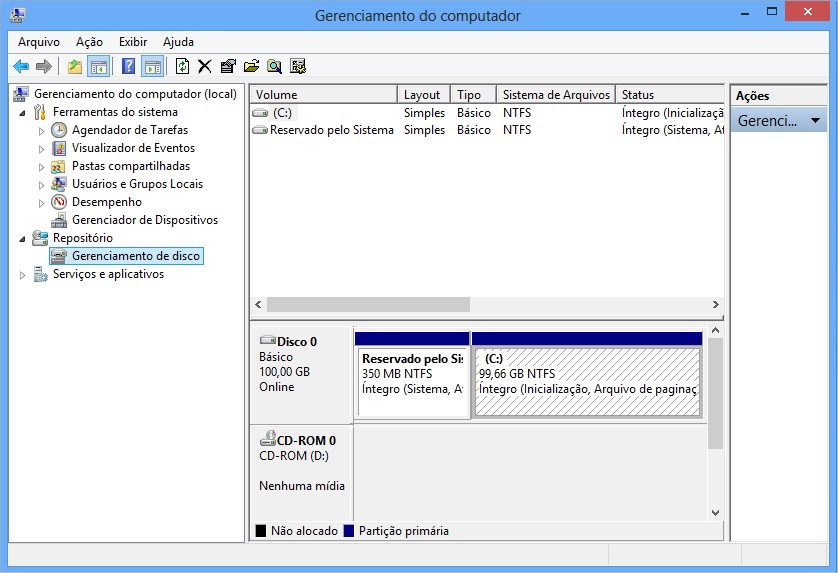 Gerenciamento do computador
Arquivo Ação Exibir Ajuda
Gerenciamento do computador (local)
Ferramentas do sistema
Agendador de Tarefas
Visualizador de Eventos
Pastas compartilhadas
Usuários e Grupos Locais
Desempenho
Gerenciador de Dispositivos
Repositório
Gerenciamento de disco
Serviços e aplicativos
Volume Layout Tipo Sistema de Arquivos Status
(C:) Simples Básico NTFS Íntegro (Inicializaçã
Reservado pelo Sistema Simples Básico NTFS Íntegro (Sistema, At
Disco 0
Básico
100,00 GB
Online
Reservado pelo Sis
350 MB NTFS
Íntegro (Sistema, A
(C:)
99,66 GB NTFS
Íntegro (Inicialização, Arquivo de paginaç
CD-ROM 0
CD-ROM (D:)
Nenhuma mídia
Não alocado Partição primária
Ações
Gerenci...